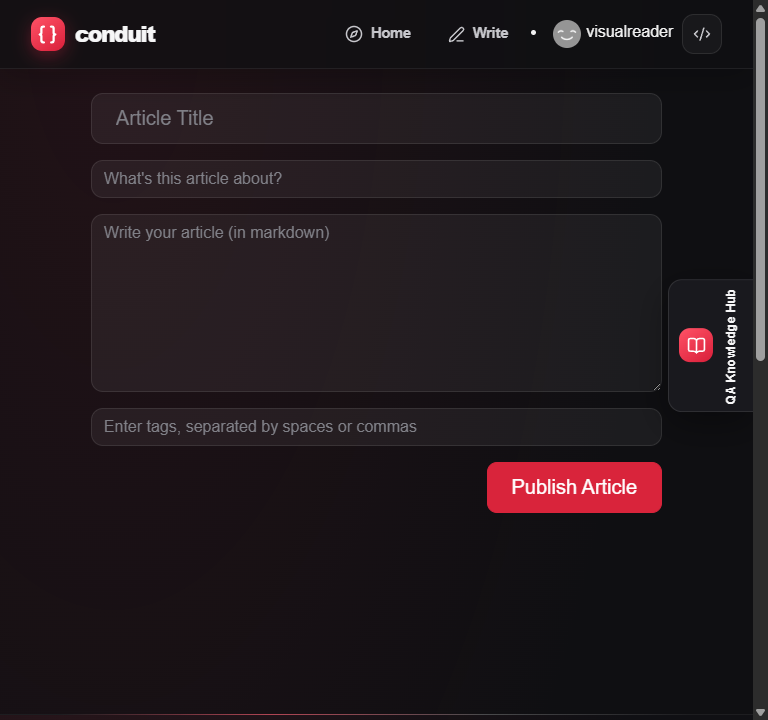 conduit
Home
Write
•
visualreader
Article Title
What's this article about?
Write your article (in markdown)
QA Knowledge Hub
Enter tags, separated by spaces or commas
Publish Article